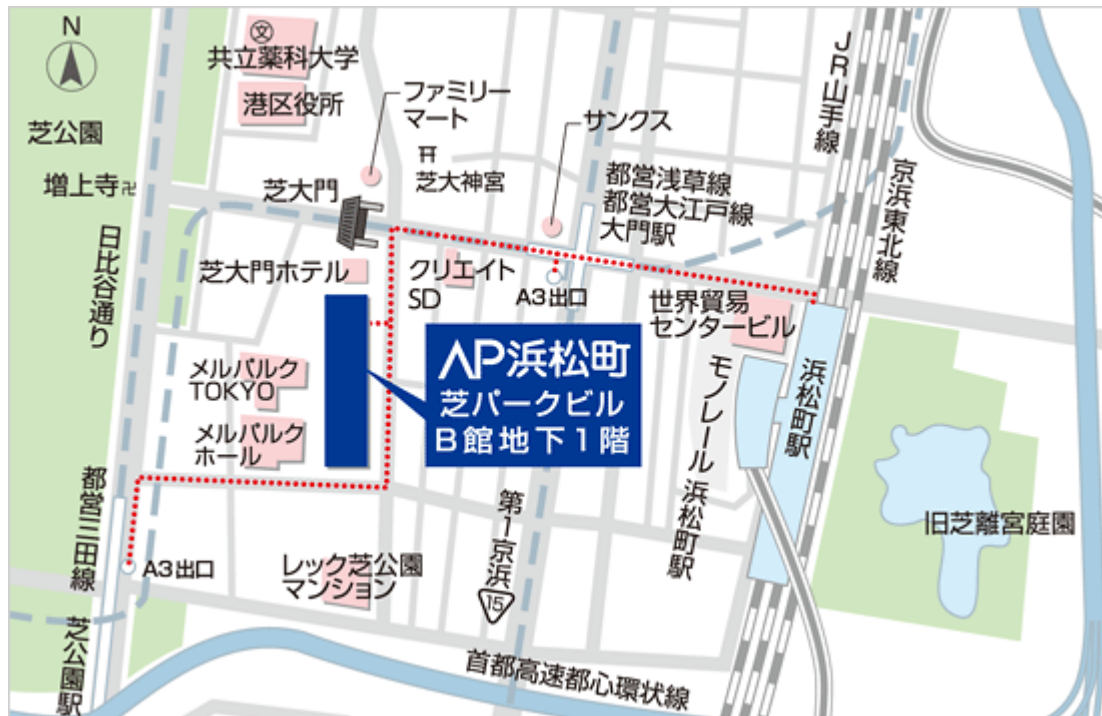 N
文
共立薬科大学
港区役所
ファミリー
マート
サンクス
芝公園
増上寺
卍
芝大門
芝大神宮
都営浅草線
都営大江戸線
大門駅
JR山手線
京浜東北線
日比谷通り
芝大門ホテル
クリエイト
SD
A3出口
世界貿易
センタービル
AP浜松町
芝パークビル
B館地下1階
メルパルク
TOKYO
メルパルク
ホール
モノレール浜松町駅
浜松町駅
旧芝離宮庭園
都営三田線
芝公園駅
A3出口
レック芝公園
マンション
第1京浜
15
首都高速都心環状線